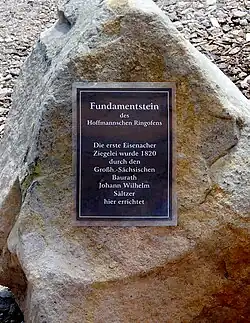 Fundamentstein
des
Hoffmannschen Ringofens
Die erste Eisenacher
Ziegelei wurde 1820
durch den
Großh.-Sächsischen
Baurath
Johann Wilhelm
Sältzer
hier errichtet